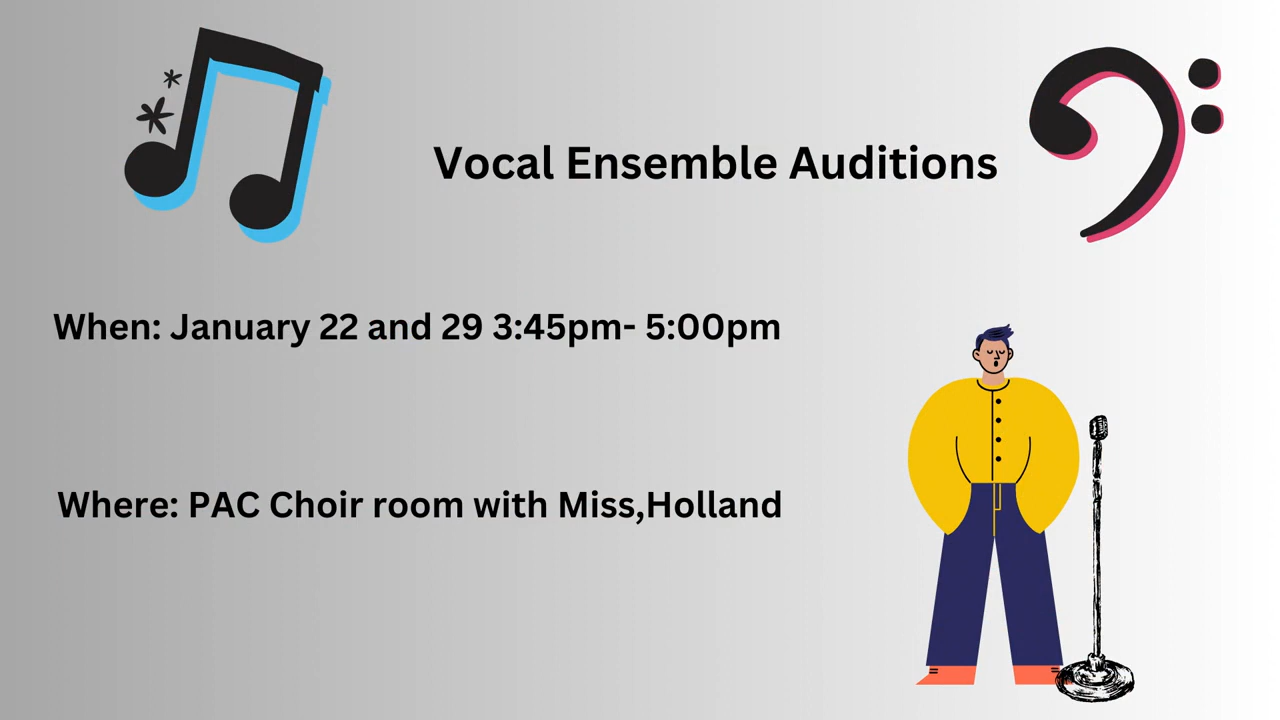 Vocal Ensemble Auditions
When: January 22 and 29 3:45pm- 5:00pm
Where: PAC Choir room with Miss,Holland